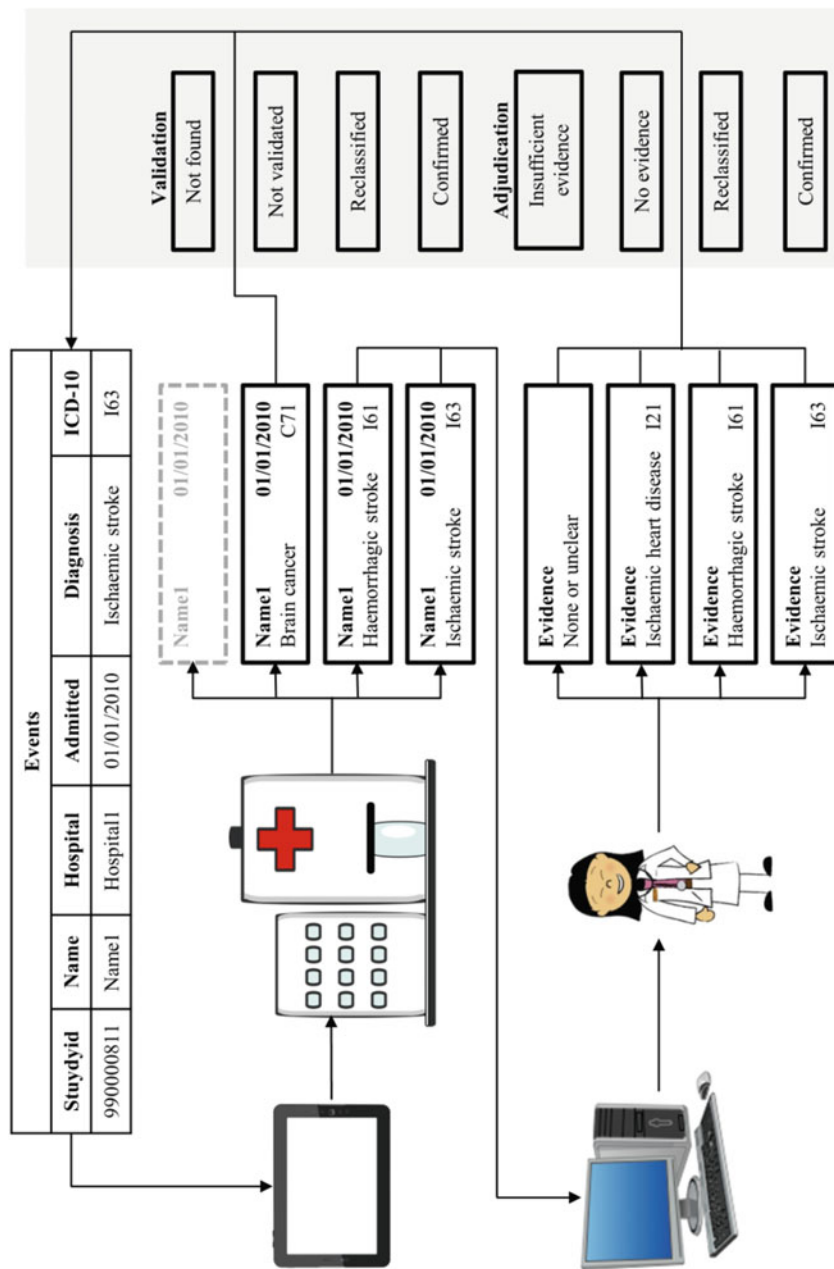 Events
Stuydyid Name Hospital Admitted Diagnosis ICD-10
990000811 Name1 Hospital1 01/01/2010 Ischaemic stroke I63
Validation
Name1 01/01/2010
Not found
Name1 01/01/2010
Brain cancer C71
Not validated
Name1 01/01/2010
Haemorrhagic stroke I61
Reclassified
Name1 01/01/2010
Ischaemic stroke I63
Confirmed
Adjudication
Evidence
None or unclear
Insufficient
evidence
Evidence
Ischaemic heart disease I21
No evidence
Evidence
Haemorrhagic stroke I61
Reclassified
Evidence
Ischaemic stroke I63
Confirmed